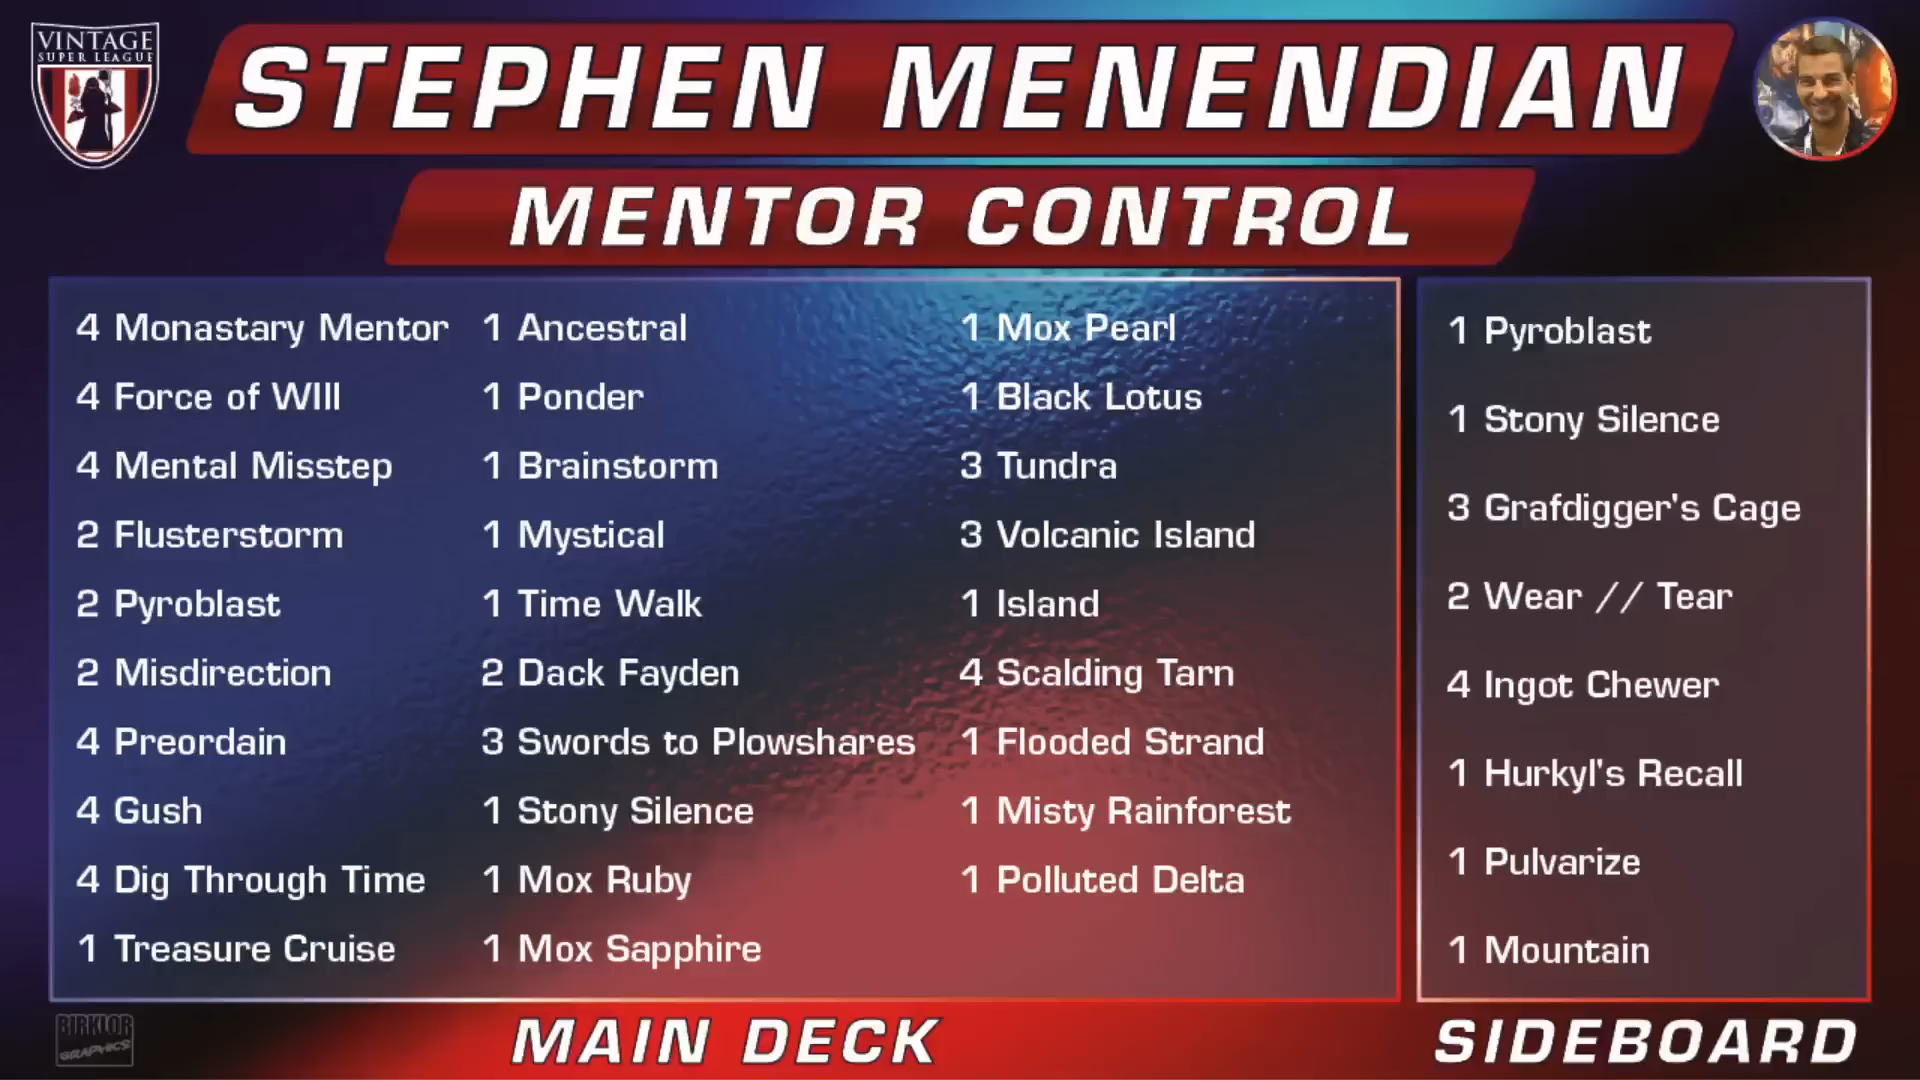 VINTAGE
SUPER LEAGUE
STEPHEN MENENDIAN
MENTOR CONTROL
4 Monastary Mentor
4 Force of WIll
4 Mental Misstep
2 Flusterstorm
2 Pyroblast
2 Misdirection
4 Preordain
4 Gush
4 Dig Through Time
1 Treasure Cruise
1 Ancestral
1 Ponder
1 Brainstorm
1 Mystical
1 Time Walk
2 Dack Fayden
3 Swords to Plowshares
1 Stony Silence
1 Mox Ruby
1 Mox Sapphire
1 Mox Pearl
1 Black Lotus
3 Tundra
3 Volcanic Island
1 Island
4 Scalding Tarn
1 Flooded Strand
1 Misty Rainforest
1 Polluted Delta
1 Pyroblast
1 Stony Silence
3 Grafdigger's Cage
2 Wear // Tear
4 Ingot Chewer
1 Hurkyl's Recall
1 Pulvarize
1 Mountain
BIRKLOR
GRAPHICS
MAIN DECK
SIDEBOARD